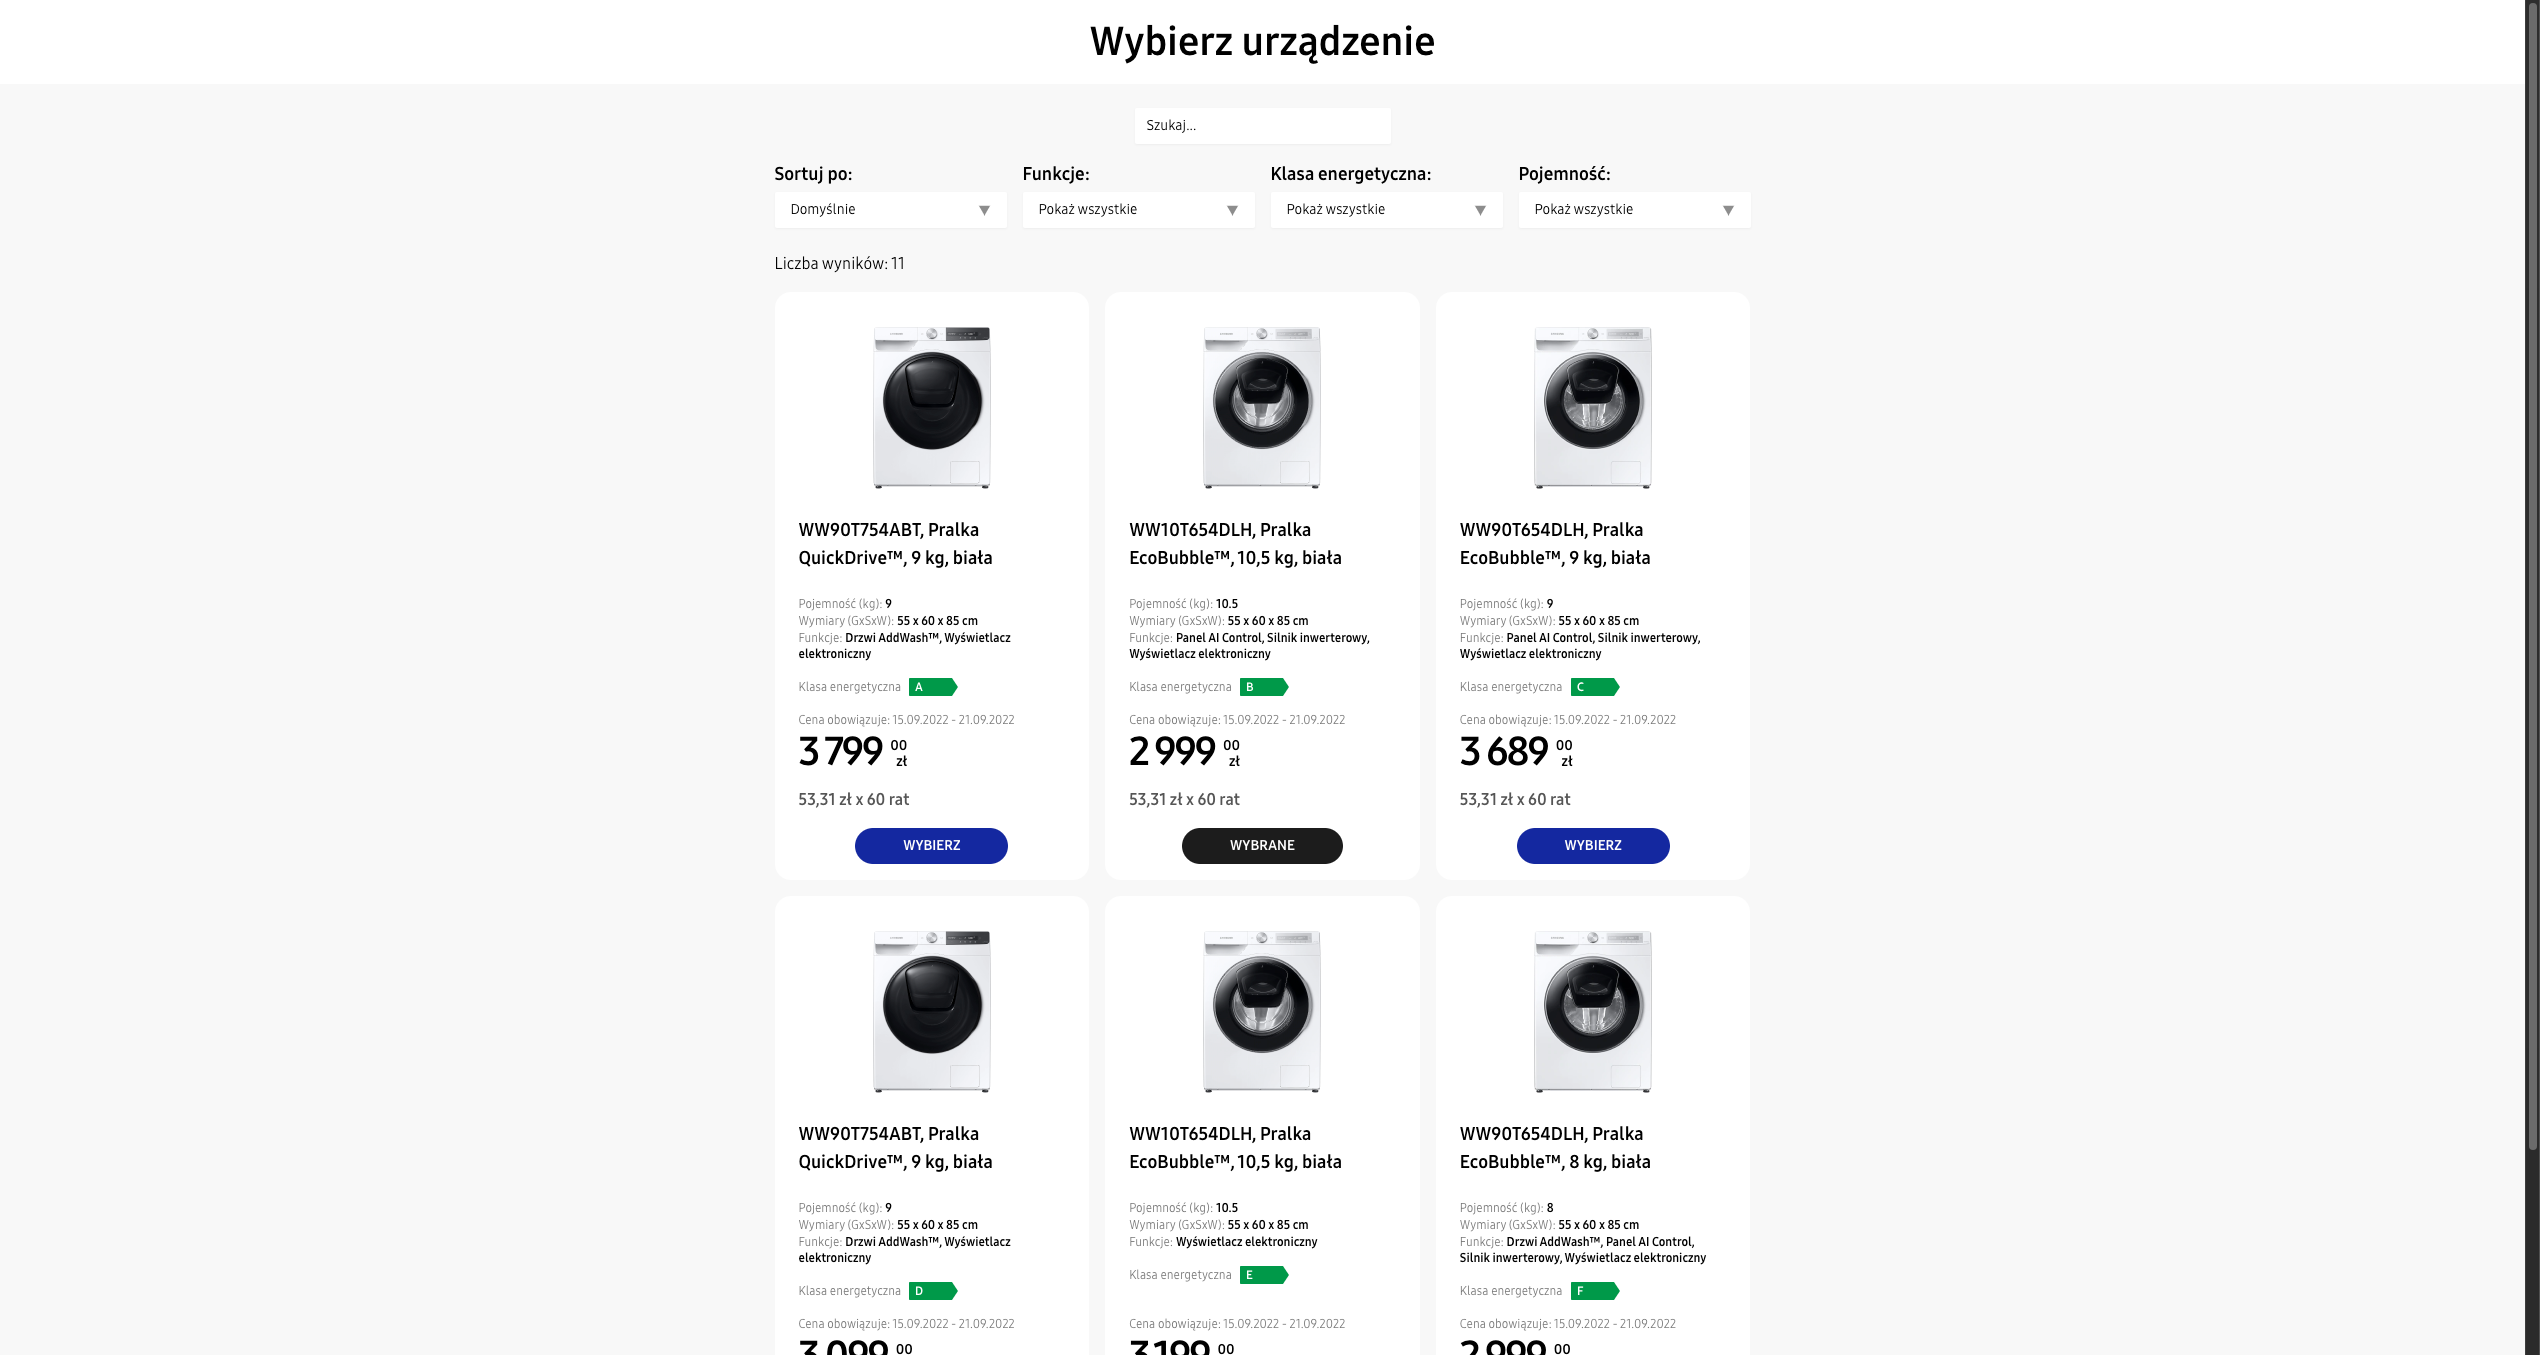 Wybierz urządzenie
Szukaj...
Sortuj po:
Funkcje:
Klasa energetyczna:
Pojemność:
Domyślnie
Pokaż wszystkie
Pokaż wszystkie
Pokaż wszystkie
Liczba wyników: 11
WW90T754ABT, Pralka
QuickDrive™, 9 kg, biała
Pojemność (kg): 9
Wymiary (GxSxW): 55 x 60 x 85 cm
Funkcje: Drzwi AddWash™, Wyświetlacz
elektroniczny
Klasa energetyczna A
Cena obowiązuje: 15.09.2022 - 21.09.2022
3 799 00 zł
53,31 zł x 60 rat
WYBIERZ
WW10T654DLH, Pralka
EcoBubble™, 10,5 kg, biała
Pojemność (kg): 10.5
Wymiary (GxSxW): 55 x 60 x 85 cm
Funkcje: Panel AI Control, Silnik inwerterowy,
Wyświetlacz elektroniczny
Klasa energetyczna B
Cena obowiązuje: 15.09.2022 - 21.09.2022
2 999 00 zł
53,31 zł x 60 rat
WYBRANE
WW90T654DLH, Pralka
EcoBubble™, 9 kg, biała
Pojemność (kg): 9
Wymiary (GxSxW): 55 x 60 x 85 cm
Funkcje: Panel AI Control, Silnik inwerterowy,
Wyświetlacz elektroniczny
Klasa energetyczna C
Cena obowiązuje: 15.09.2022 - 21.09.2022
3 689 00 zł
53,31 zł x 60 rat
WYBIERZ
WW90T754ABT, Pralka
QuickDrive™, 9 kg, biała
Pojemność (kg): 9
Wymiary (GxSxW): 55 x 60 x 85 cm
Funkcje: Drzwi AddWash™, Wyświetlacz
elektroniczny
Klasa energetyczna D
Cena obowiązuje: 15.09.2022 - 21.09.2022
3 099 00
WW10T654DLH, Pralka
EcoBubble™, 10,5 kg, biała
Pojemność (kg): 10.5
Wymiary (GxSxW): 55 x 60 x 85 cm
Funkcje: Wyświetlacz elektroniczny
Klasa energetyczna E
Cena obowiązuje: 15.09.2022 - 21.09.2022
3 199 00
WW90T654DLH, Pralka
EcoBubble™, 8 kg, biała
Pojemność (kg): 8
Wymiary (GxSxW): 55 x 60 x 85 cm
Funkcje: Drzwi AddWash™, Panel AI Control,
Silnik inwerterowy, Wyświetlacz elektroniczny
Klasa energetyczna F
Cena obowiązuje: 15.09.2022 - 21.09.2022
2 999 00